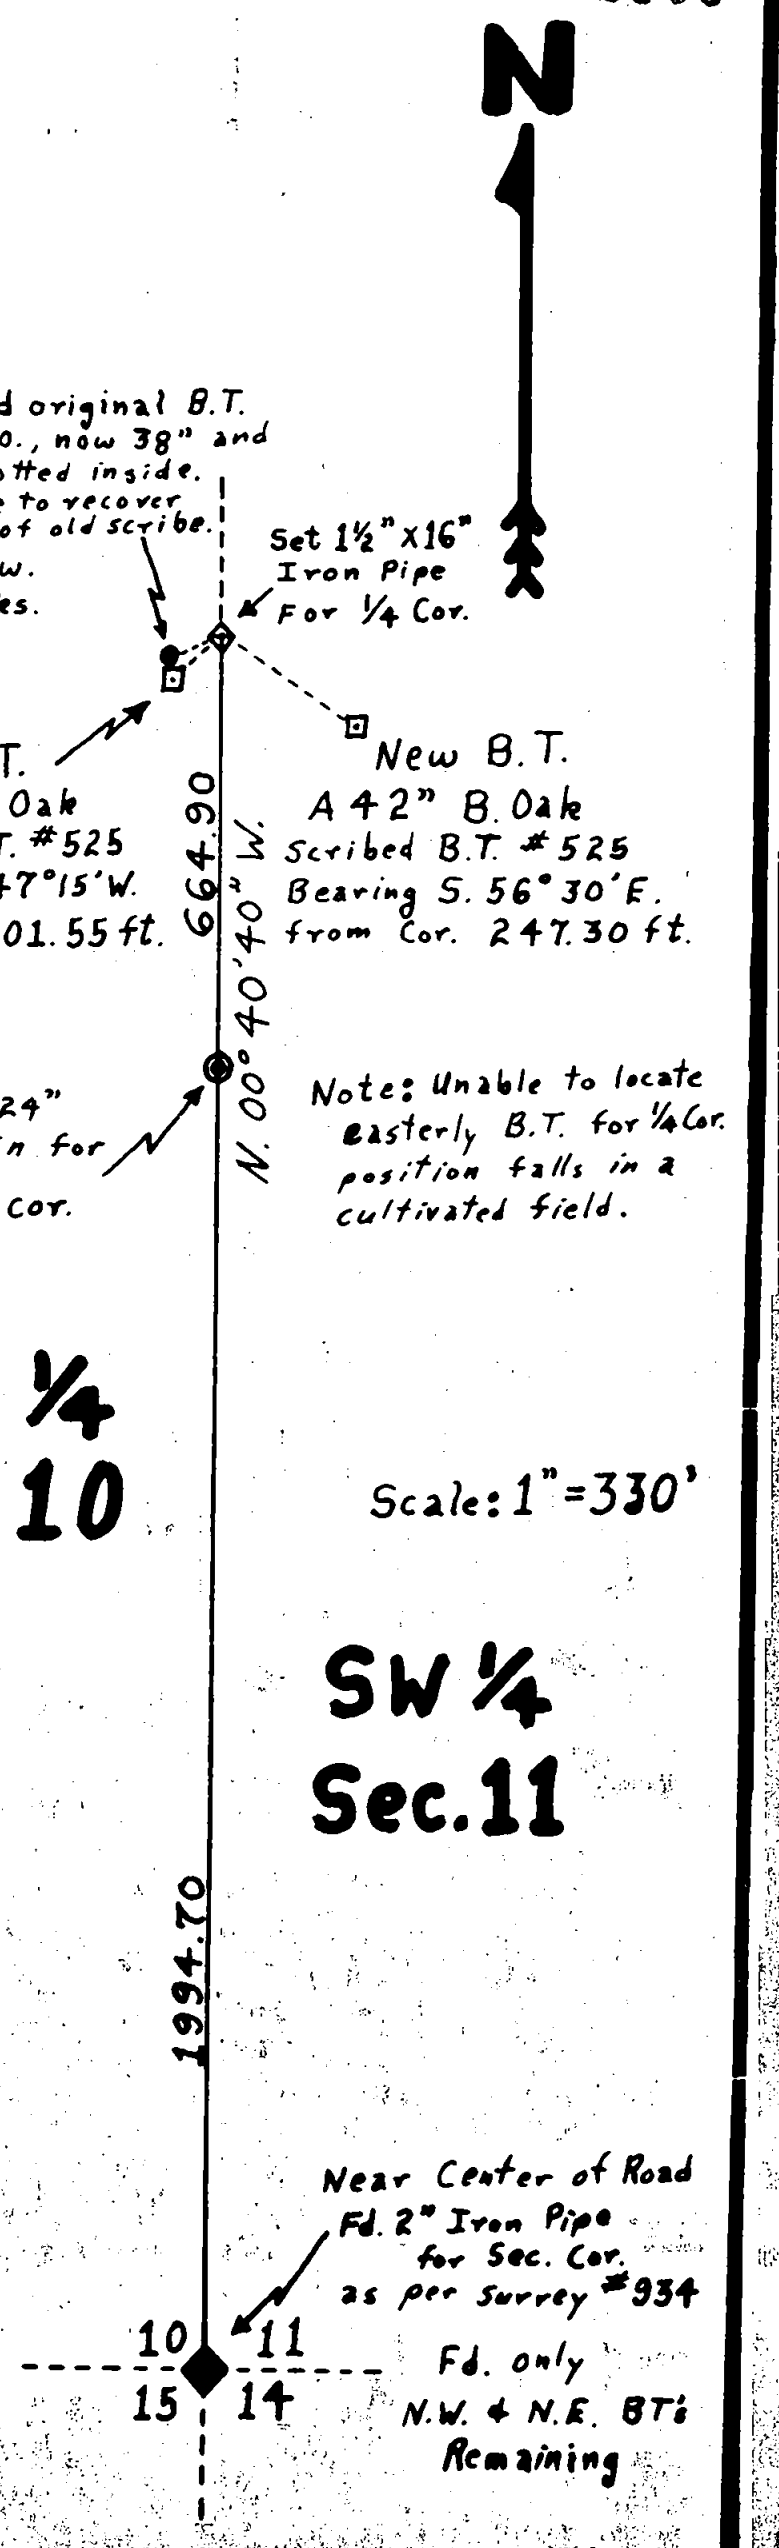 N
d original B.T.
O., now 38" and
otted inside.
e to recover
of old scribe.
w.
es.
Set 1½" X 16"
Iron Pipe
For ¼ Cor.
T.
Oak
T. #525
47°15'W.
01.55 ft.
664.90
N. 00°40'40" W.
New B.T.
A 42" B. Oak
Scribed B.T. #525
Bearing S. 56°30'E.
from Cor. 247.30 ft.
24"
n for
Cor.
Note: Unable to locate
easterly B.T. for ¼ Cor.
position falls in a
cultivated field.
¼
10
Scale: 1"=330'
SW ¼
Sec. 11
1994.70
Near Center of Road
Fd. 2" Iron Pipe
for Sec. Cor.
as per surrey #934
10 11
15 14
Fd. only
N.W. & N.E. BT's
Remaining